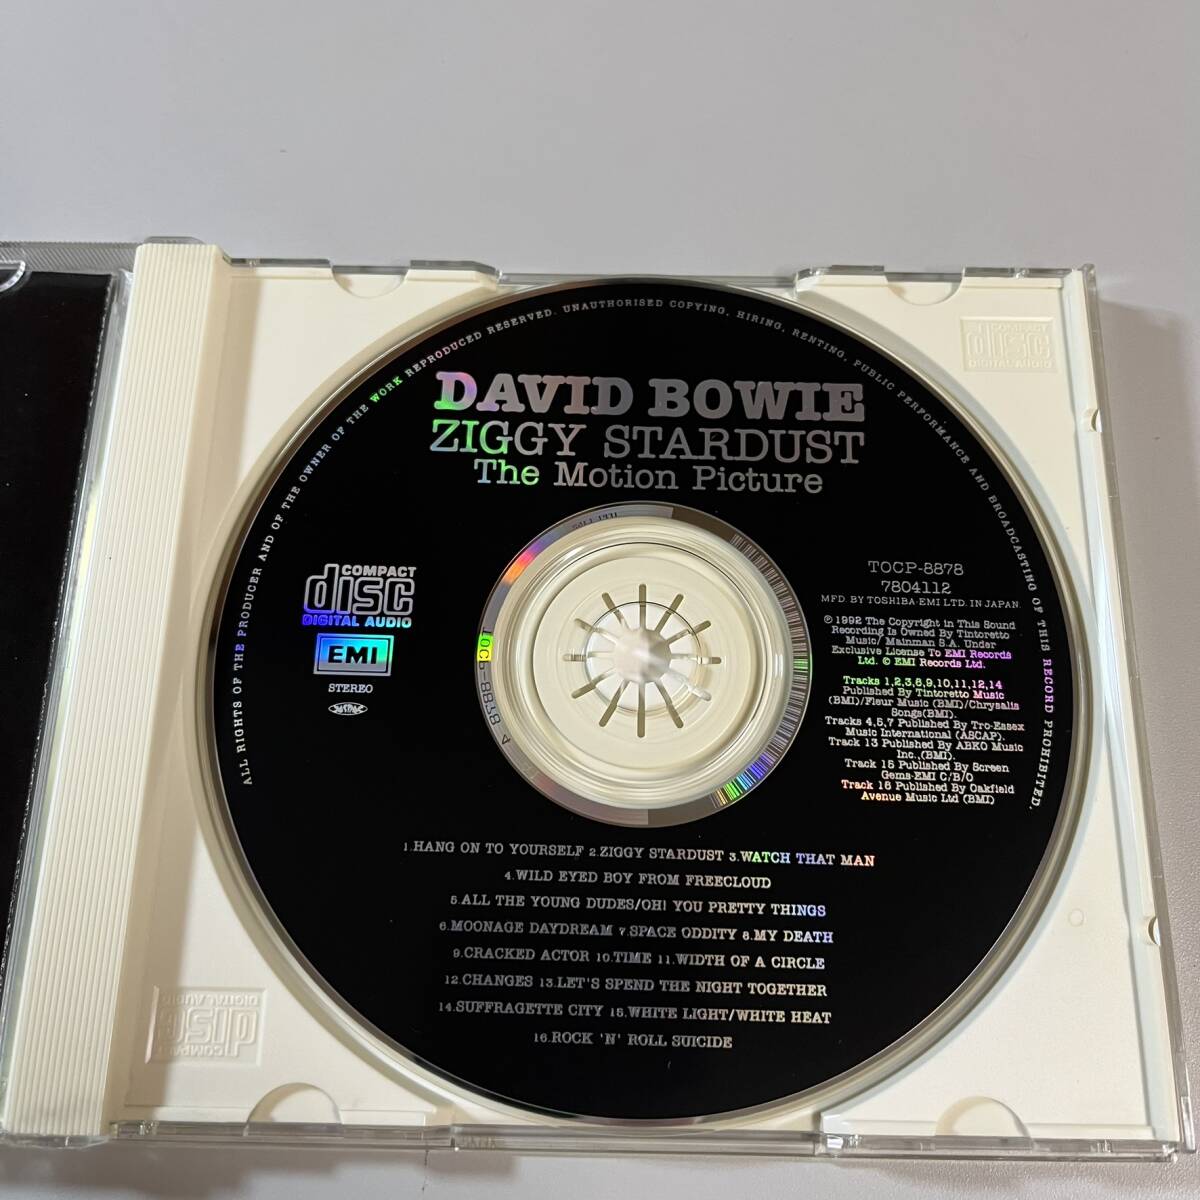 ALL RIGHTS OF THE PRODUCER AND OF THE OWNER OF THE WORK REPRODUCED RESERVED. UNAUTHORISED COPYING, HIRING, RENTING, PUBLIC PERFORMANCE AND BROADCASTING OF THIS RECORD PROHIBITED.
DAVID BOWIE
ZIGGY STARDUST
The Motion Picture
COMPACT
disc
DIGITAL AUDIO
EMI
STEREO
TOCP-8878
7804112
MFD. BY TOSHIBA-EMI LTD. IN JAPAN.
℗ 1992 The Copyright in This Sound
Recording is Owned By Tintoretto
Music/ Mainman S.A. Under
Exclusive License To EMI Records
Ltd. © EMI Records Ltd.
Tracks 1,2,3,6,9,10,11,12,14
Published By Tintoretto Music
(BMI)/Fleur Music (BMI)/Chrysalis
Songs(BMI).
Tracks 4,5,7 Published By Tro-Essex
Music International (ASCAP).
Track 13 Published By ABKO Music
Inc.,(BMI).
Track 15 Published By Screen
Gems-EMI C/B/O
Track 16 Published By Oakfield
Avenue Music Ltd (BMI)
1.HANG ON TO YOURSELF 2.ZIGGY STARDUST 3.WATCH THAT MAN
4.WILD EYED BOY FROM FREECLOUD
5.ALL THE YOUNG DUDES/OH! YOU PRETTY THINGS
6.MOONAGE DAYDREAM 7.SPACE ODDITY 8.MY DEATH
9.CRACKED ACTOR 10.TIME 11.WIDTH OF A CIRCLE
12.CHANGES 13.LET'S SPEND THE NIGHT TOGETHER
14.SUFFRAGETTE CITY 15.WHITE LIGHT/WHITE HEAT
16.ROCK 'N' ROLL SUICIDE
COMPACT
disc
DIGITAL AUDIO
COMPACT
disc
DIGITAL AUDIO